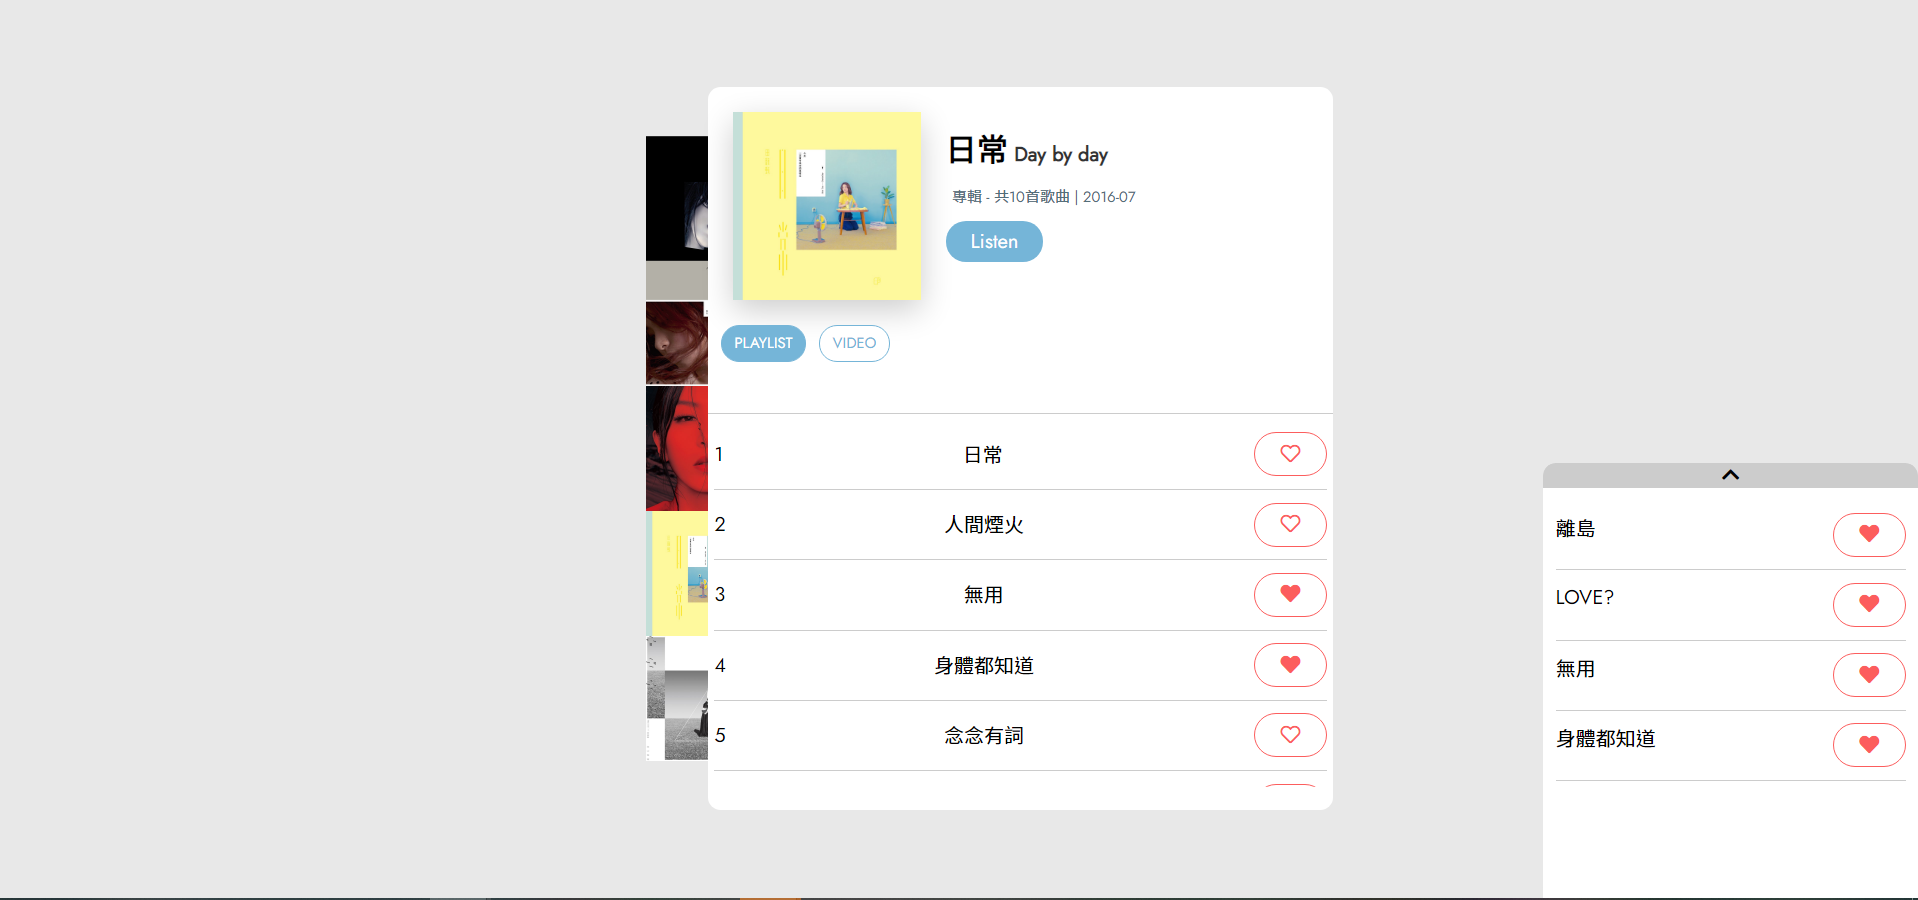 日常 Day by day
專輯 - 共10首歌曲 | 2016-07
Listen
PLAYLIST VIDEO
1 日常
2 人間煙火
3 無用
4 身體都知道
5 念念有詞
離島
LOVE?
無用
身體都知道